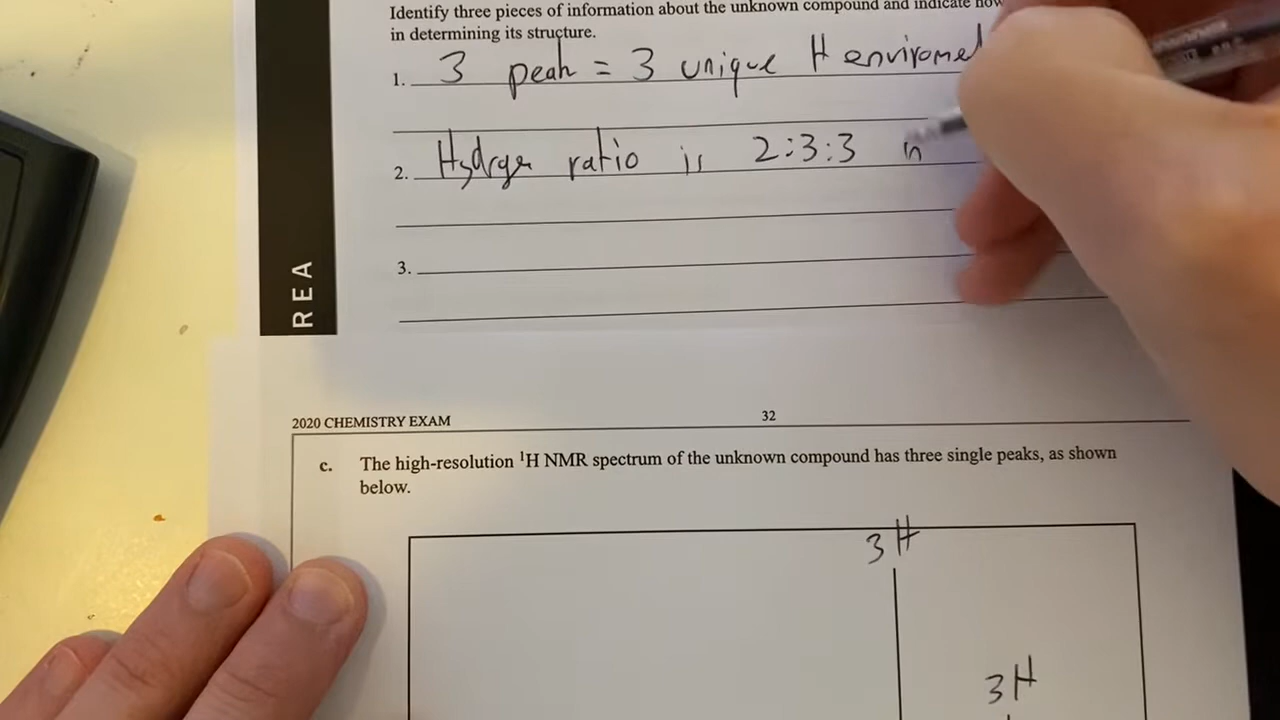 Identify three pieces of information about the unknown compound and indicate how
in determining its structure.
1. 3 peak = 3 unique H enviromet
2. Hydrgen ratio is 2:3:3 in
3.
REA
2020 CHEMISTRY EXAM 32
c. The high-resolution ¹H NMR spectrum of the unknown compound has three single peaks, as shown
below.
3H
3H